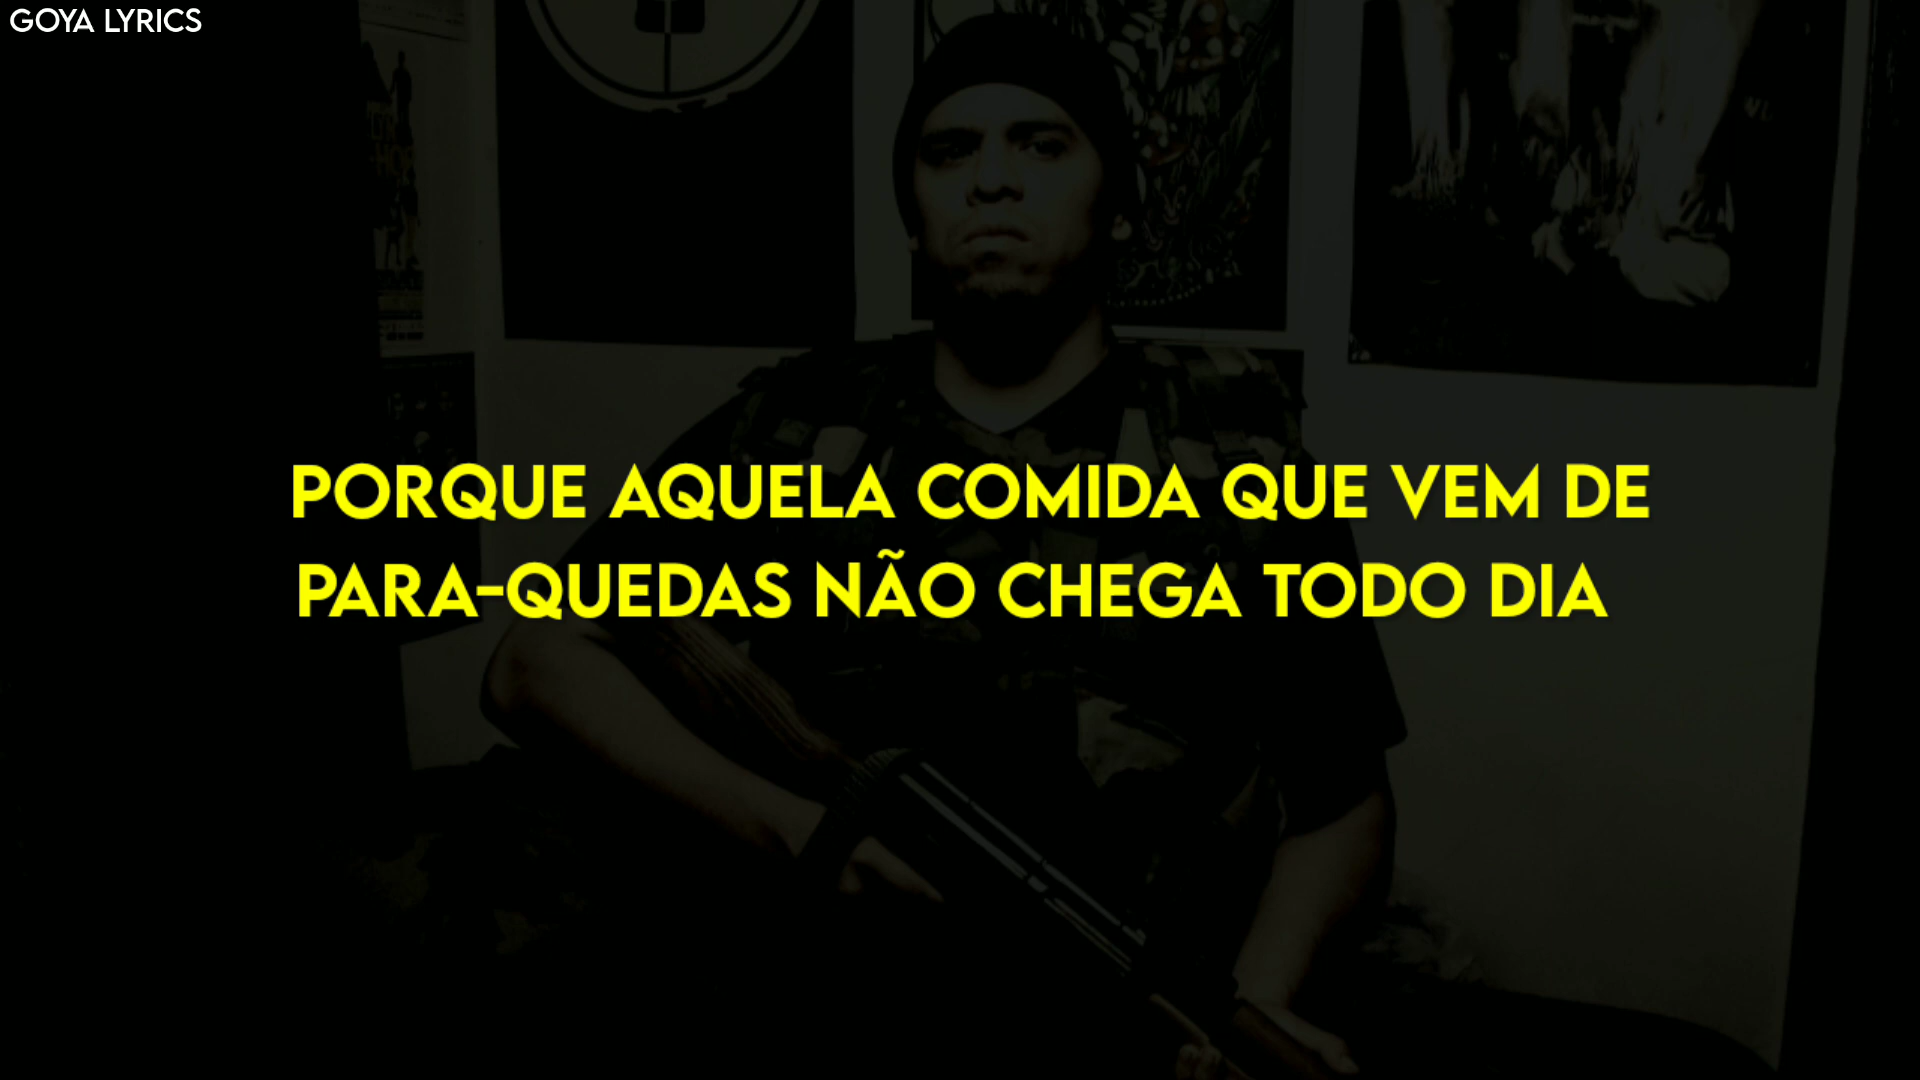 GOYA LYRICS
PORQUE AQUELA COMIDA QUE VEM DE
PARA-QUEDAS NÃO CHEGA TODO DIA